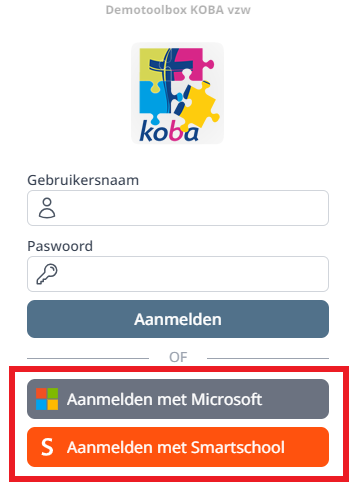 Demotoolbox KOBA vzw
koba
Gebruikersnaam
Paswoord
Aanmelden
OF
Aanmelden met Microsoft
S Aanmelden met Smartschool